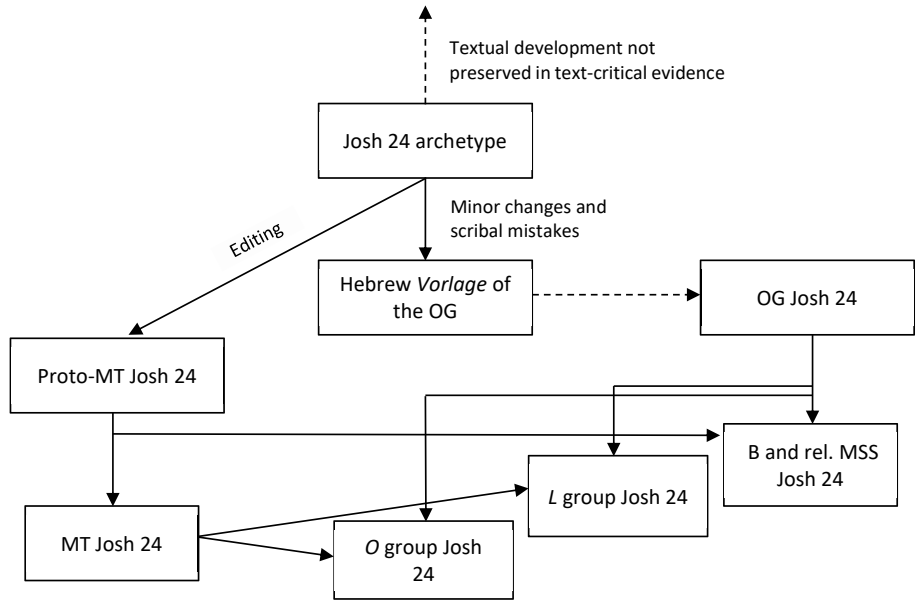 Textual development not
preserved in text-critical evidence
Josh 24 archetype
Editing
Minor changes and
scribal mistakes
Hebrew Vorlage of
the OG
OG Josh 24
Proto-MT Josh 24
B and rel. MSS
Josh 24
L group Josh 24
MT Josh 24
O group Josh
24